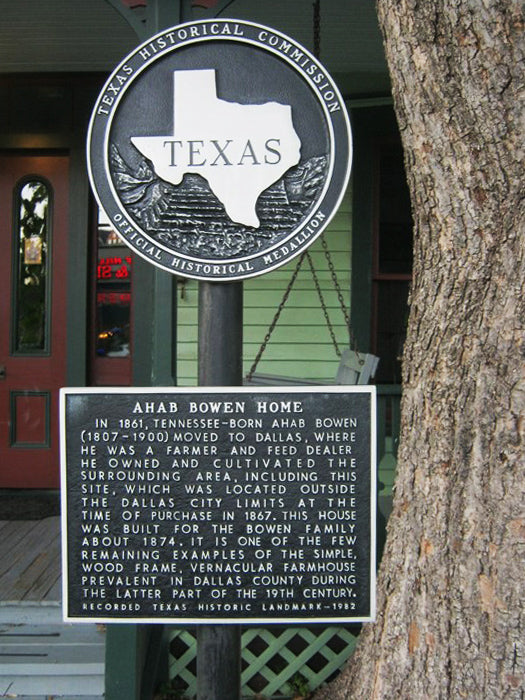 TEXAS HISTORICAL COMMISSION
TEXAS
OFFICIAL HISTORICAL MEDALLION
AHAB BOWEN HOME
IN 1861, TENNESSEE-BORN AHAB BOWEN
(1807-1900) MOVED TO DALLAS, WHERE
HE WAS A FARMER AND FEED DEALER
HE OWNED AND CULTIVATED THE
SURROUNDING AREA, INCLUDING THIS
SITE, WHICH WAS LOCATED OUTSIDE
THE DALLAS CITY LIMITS AT THE
TIME OF PURCHASE IN 1867. THIS HOUSE
WAS BUILT FOR THE BOWEN FAMILY
ABOUT 1874. IT IS ONE OF THE FEW
REMAINING EXAMPLES OF THE SIMPLE,
WOOD FRAME, VERNACULAR FARMHOUSE
PREVALENT IN DALLAS COUNTY DURING
THE LATTER PART OF THE 19TH CENTURY.
RECORDED TEXAS HISTORIC LANDMARK-1982